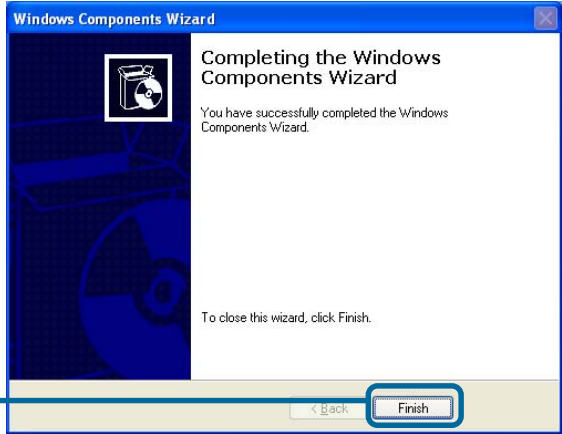 Windows Components Wizard
Completing the Windows
Components Wizard
You have successfully completed the Windows
Components Wizard.
To close this wizard, click Finish.
< Back
Finish